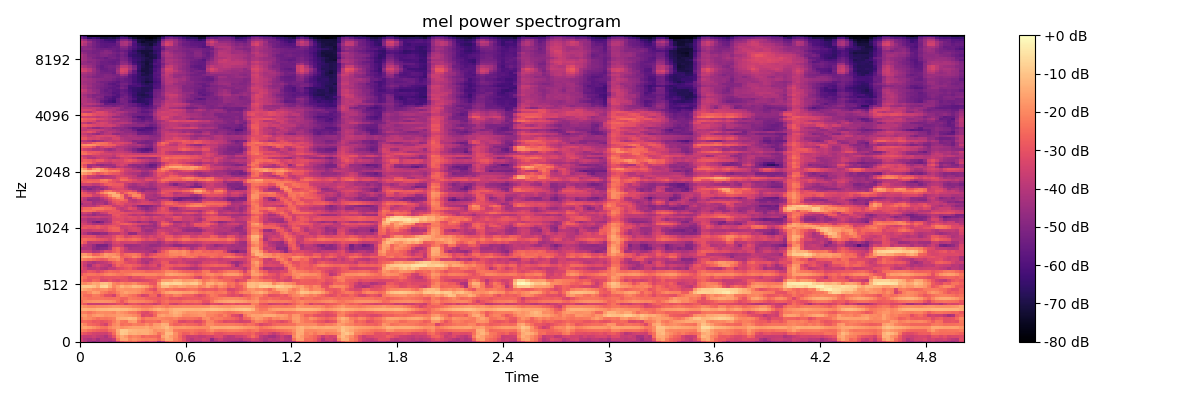 mel power spectrogram
Hz
8192
4096
2048
1024
512
0
0 0.6 1.2 1.8 2.4 3 3.6 4.2 4.8
Time
+0 dB
-10 dB
-20 dB
-30 dB
-40 dB
-50 dB
-60 dB
-70 dB
-80 dB